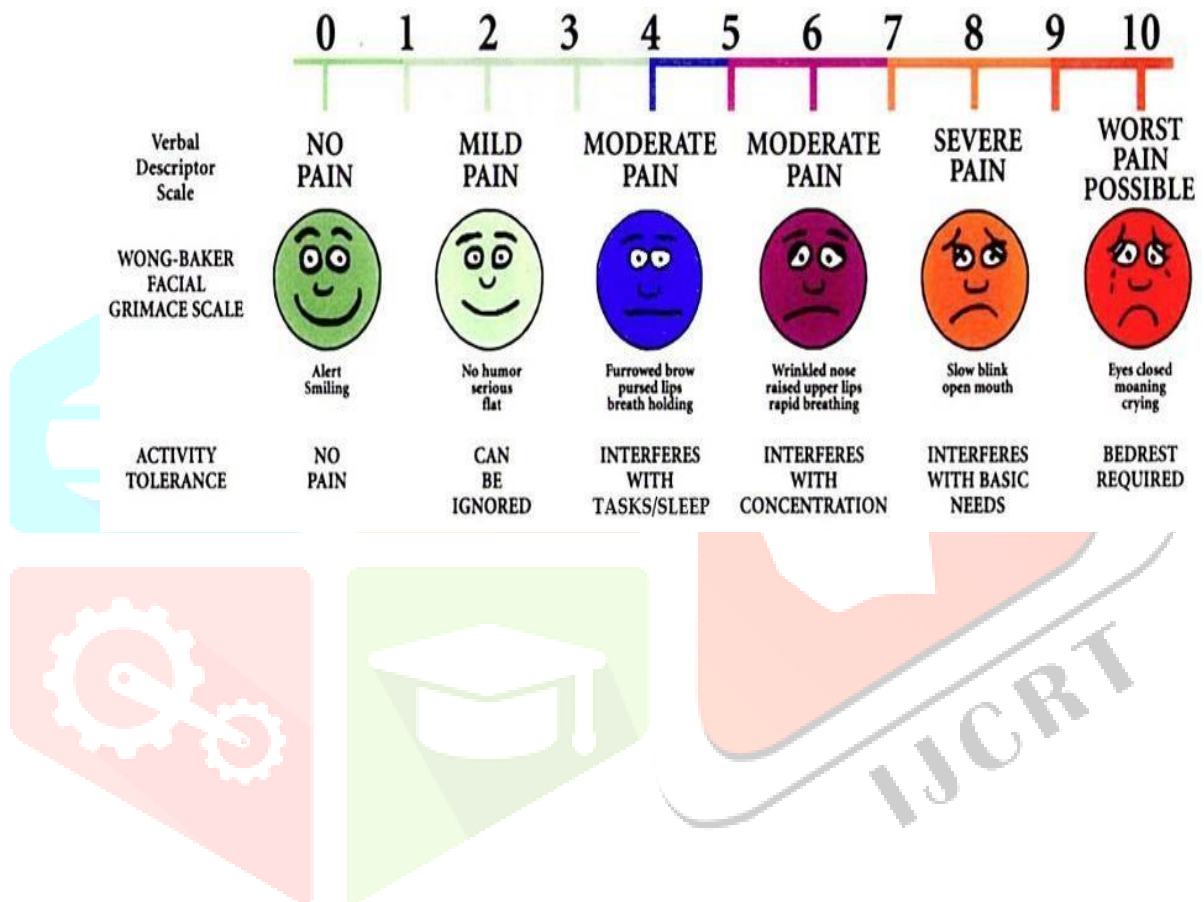 0 1 2 3 4 5 6 7 8 9 10
Verbal
Descriptor
Scale
NO
PAIN
MILD
PAIN
MODERATE
PAIN
MODERATE
PAIN
SEVERE
PAIN
WORST
PAIN
POSSIBLE
WONG-BAKER
FACIAL
GRIMACE SCALE
Alert
Smiling
No humor
serious
flat
Furrowed brow
pursed lips
breath holding
Wrinkled nose
raised upper lips
rapid breathing
Slow blink
open mouth
Eyes closed
moaning
crying
ACTIVITY
TOLERANCE
NO
PAIN
CAN
BE
IGNORED
INTERFERES
WITH
TASKS/SLEEP
INTERFERES
WITH
CONCENTRATION
INTERFERES
WITH BASIC
NEEDS
BEDREST
REQUIRED
IJCRT